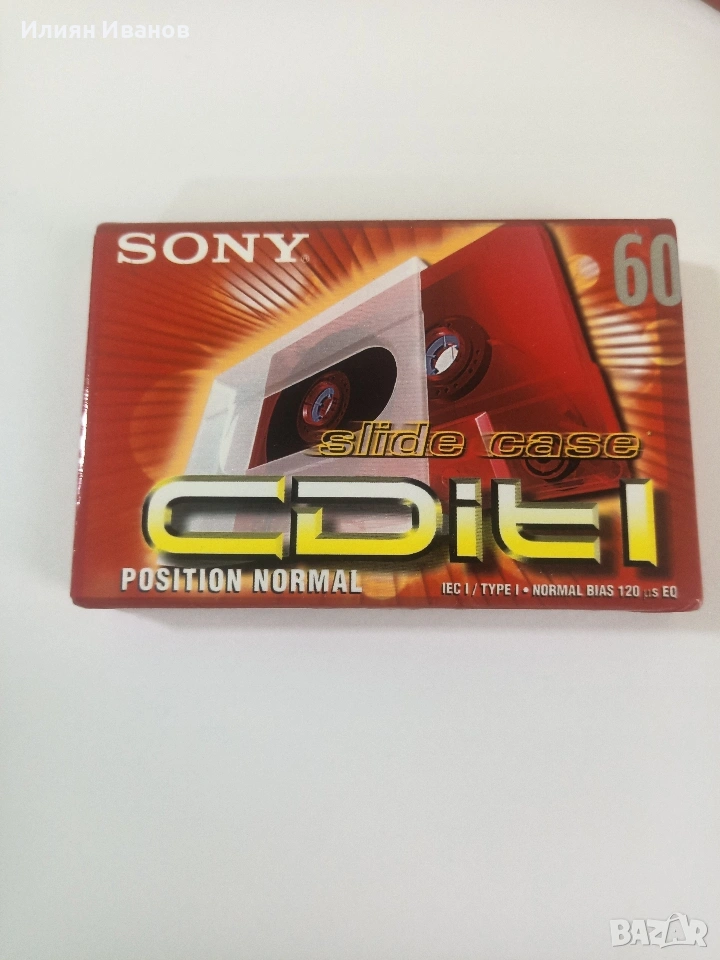 Илиян Иванов
SONY®
60
slide case
CDit I
POSITION NORMAL
IEC I / TYPE I • NORMAL BIAS 120 µs EQ
BAZAR